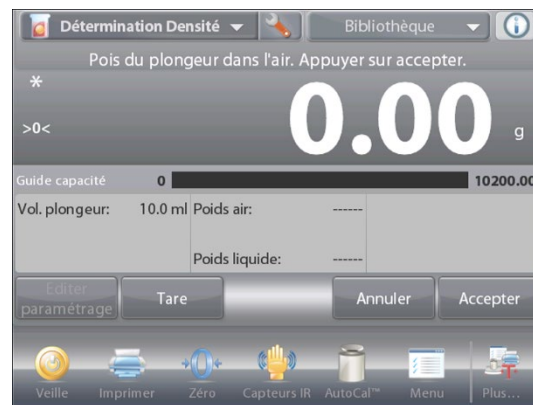 Détermination Densité Bibliothèque
Pois du plongeur dans l'air. Appuyer sur accepter.
*
>0< 0.00 g
Guide capacité 0 10200.00
Vol. plongeur: 10.0 ml Poids air: ------
Poids liquide: ------
Editer paramétrage Tare Annuler Accepter
Veille Imprimer Zéro Capteurs IR AutoCal™ Menu Plus...